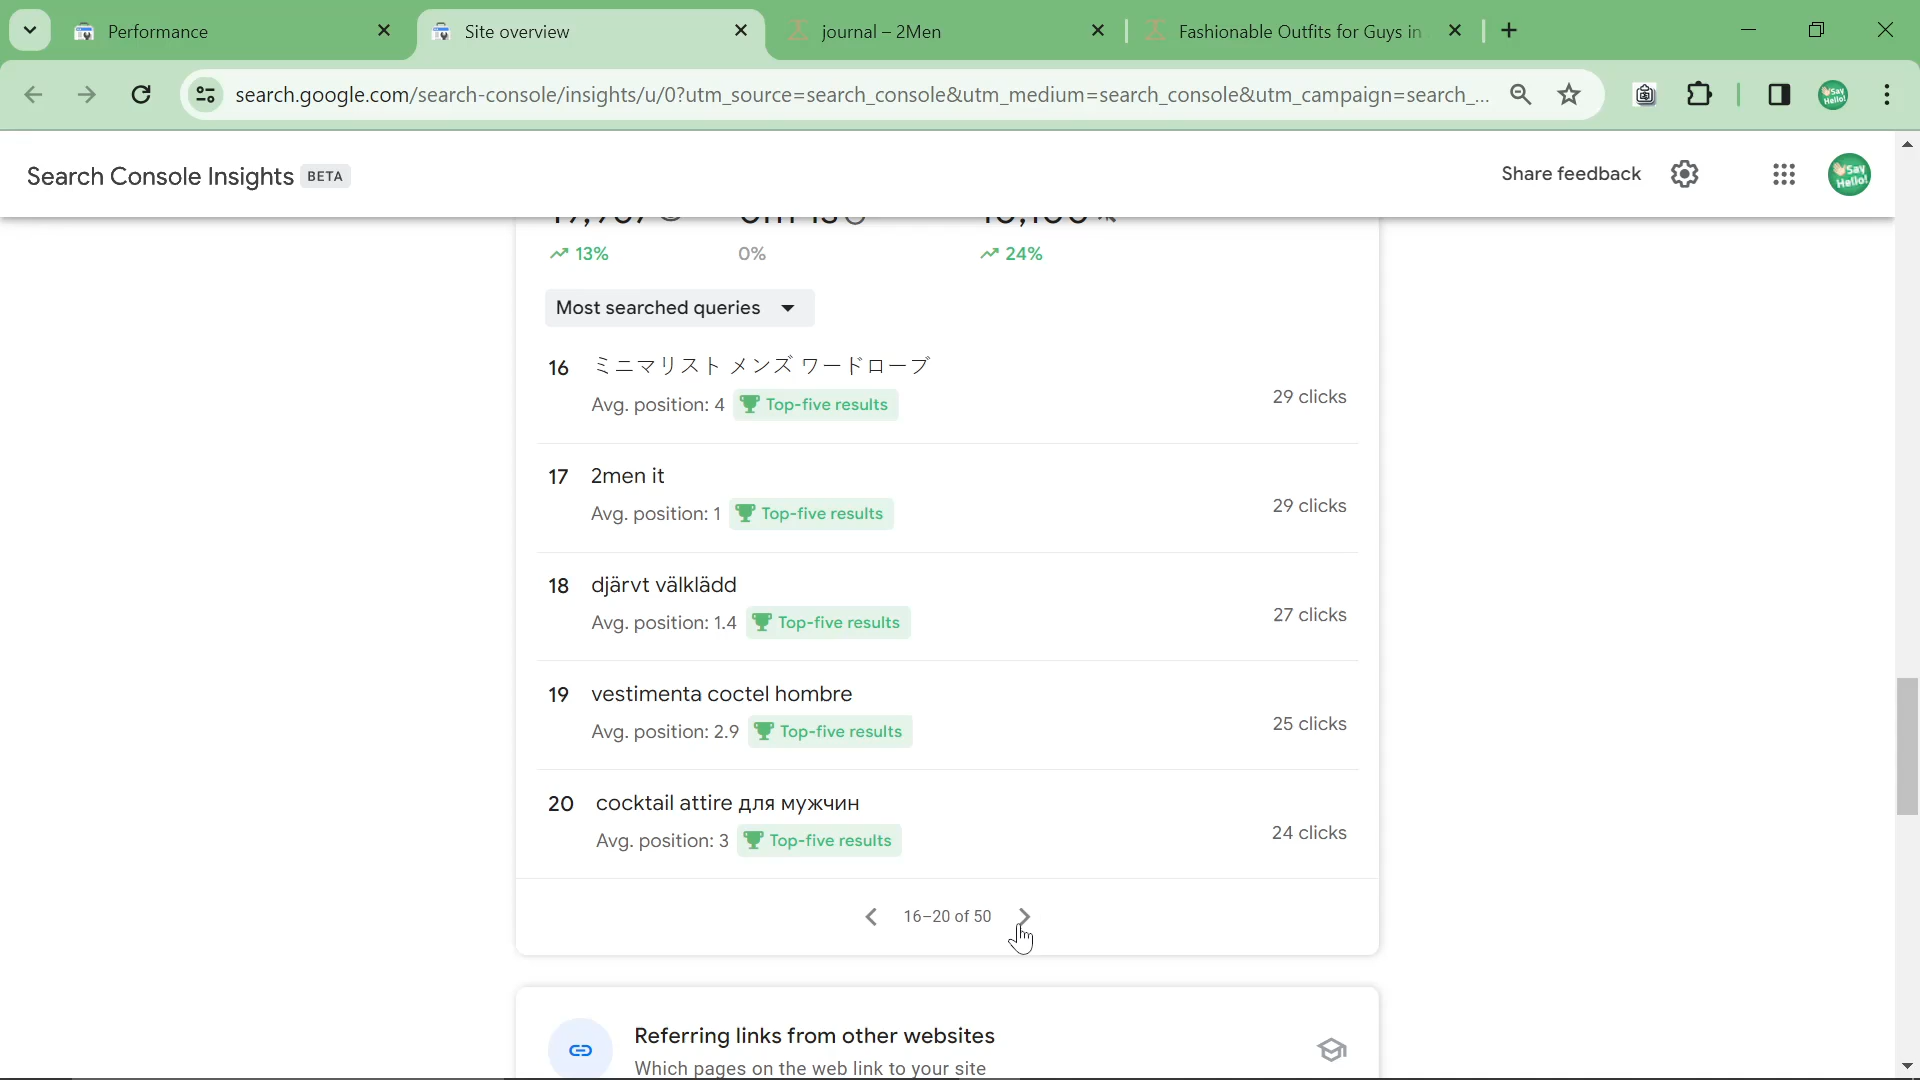 Performance
Site overview
journal – 2Men
Fashionable Outfits for Guys in
search.google.com/search-console/insights/u/0?utm_source=search_console&utm_medium=search_console&utm_campaign=search_...
Say Hello!
Search Console Insights BETA
Share feedback
Say Hello!
13%
0%
24%
Most searched queries
16 ミニマリスト メンズ ワードローブ
Avg. position: 4 Top-five results
29 clicks
17 2men it
Avg. position: 1 Top-five results
29 clicks
18 djärvt välklädd
Avg. position: 1.4 Top-five results
27 clicks
19 vestimenta coctel hombre
Avg. position: 2.9 Top-five results
25 clicks
20 cocktail attire для мужчин
Avg. position: 3 Top-five results
24 clicks
16–20 of 50
Referring links from other websites
Which pages on the web link to your site